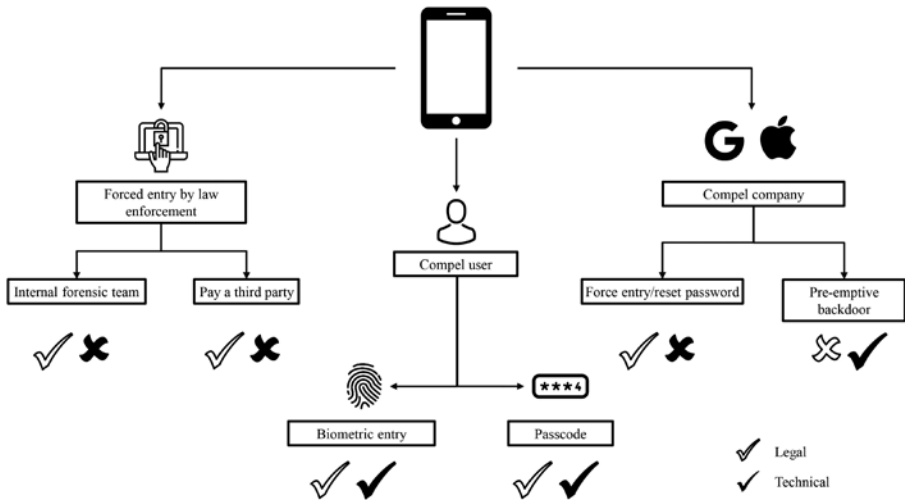 Forced entry by law
enforcement
Compel company
Compel user
Internal forensic team
Pay a third party
Force entry/reset password
Pre-emptive
backdoor
***4
Biometric entry
Passcode
Legal
Technical